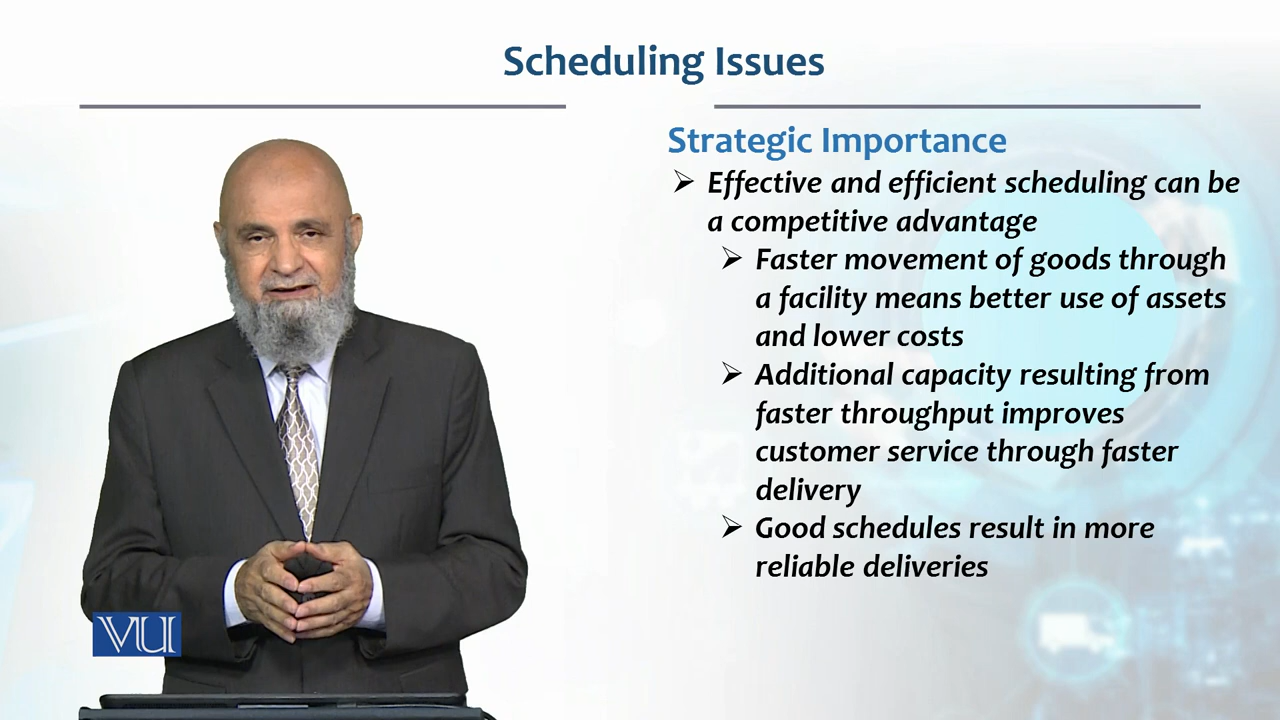 Scheduling Issues
Strategic Importance
➢ Effective and efficient scheduling can be
a competitive advantage
➢ Faster movement of goods through
a facility means better use of assets
and lower costs
➢ Additional capacity resulting from
faster throughput improves
customer service through faster
delivery
➢ Good schedules result in more
reliable deliveries
VU